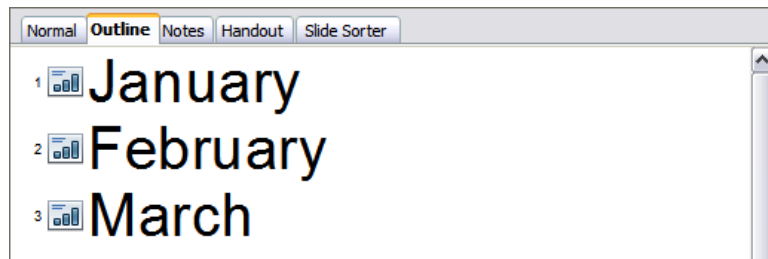 Normal Outline Notes Handout Slide Sorter
1 January
2 February
3 March